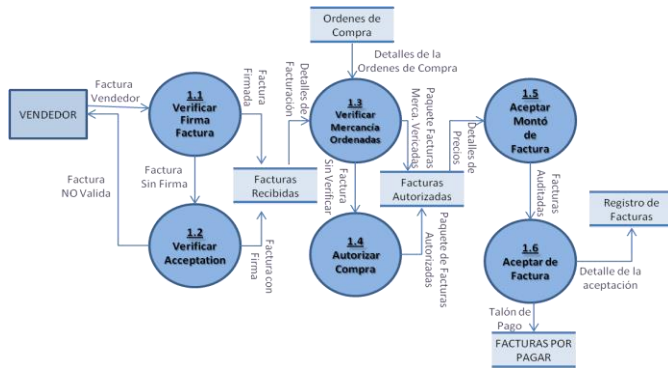 Ordenes de
Compra
Detalles de la
Ordenes de Compra
Factura
Vendedor
VENDEDOR
1.1
Verificar
Firma
Factura
Factura
Firmada
Detalles de
Facturación
1.3
Verificar
Mercancía
Ordenadas
Paquete Facturas
Merca. Vericadas
1.5
Aceptar
Montó de
Factura
Detalles de
Precios
Factura
NO Valida
Factura
Sin Firma
Facturas
Recibidas
Factura
Sin Verificar
Facturas
Autorizadas
Facturas
Auditadas
Registro de
Facturas
1.2
Verificar
Acceptation
Factura con
Firma
1.4
Autorizar
Compra
Paquete de Facturas
Autorizadas
1.6
Aceptar de
Factura
Detalle de la
aceptación
Talón de
Pago
FACTURAS POR
PAGAR